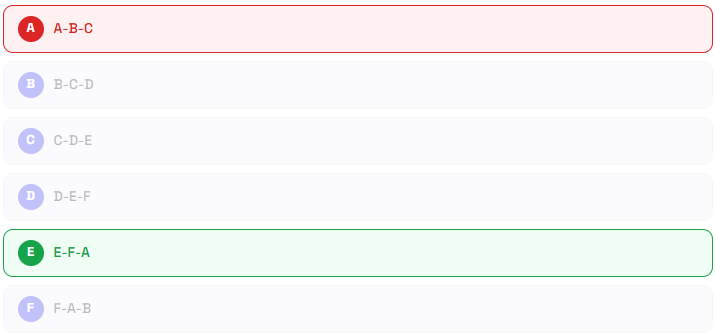 A A-B-C
B B-C-D
C C-D-E
D D-E-F
E E-F-A
F F-A-B